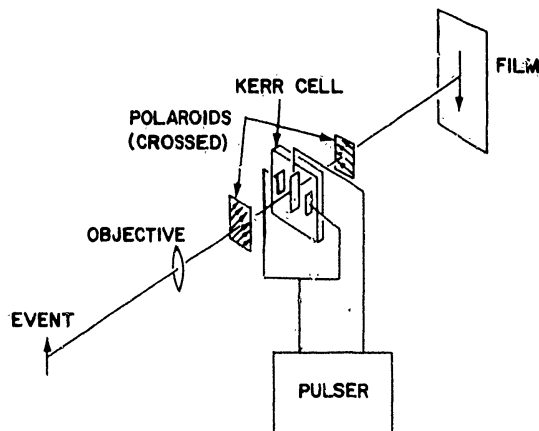 FILM
KERR CELL
POLAROIDS
(CROSSED)
OBJECTIVE
EVENT
PULSER